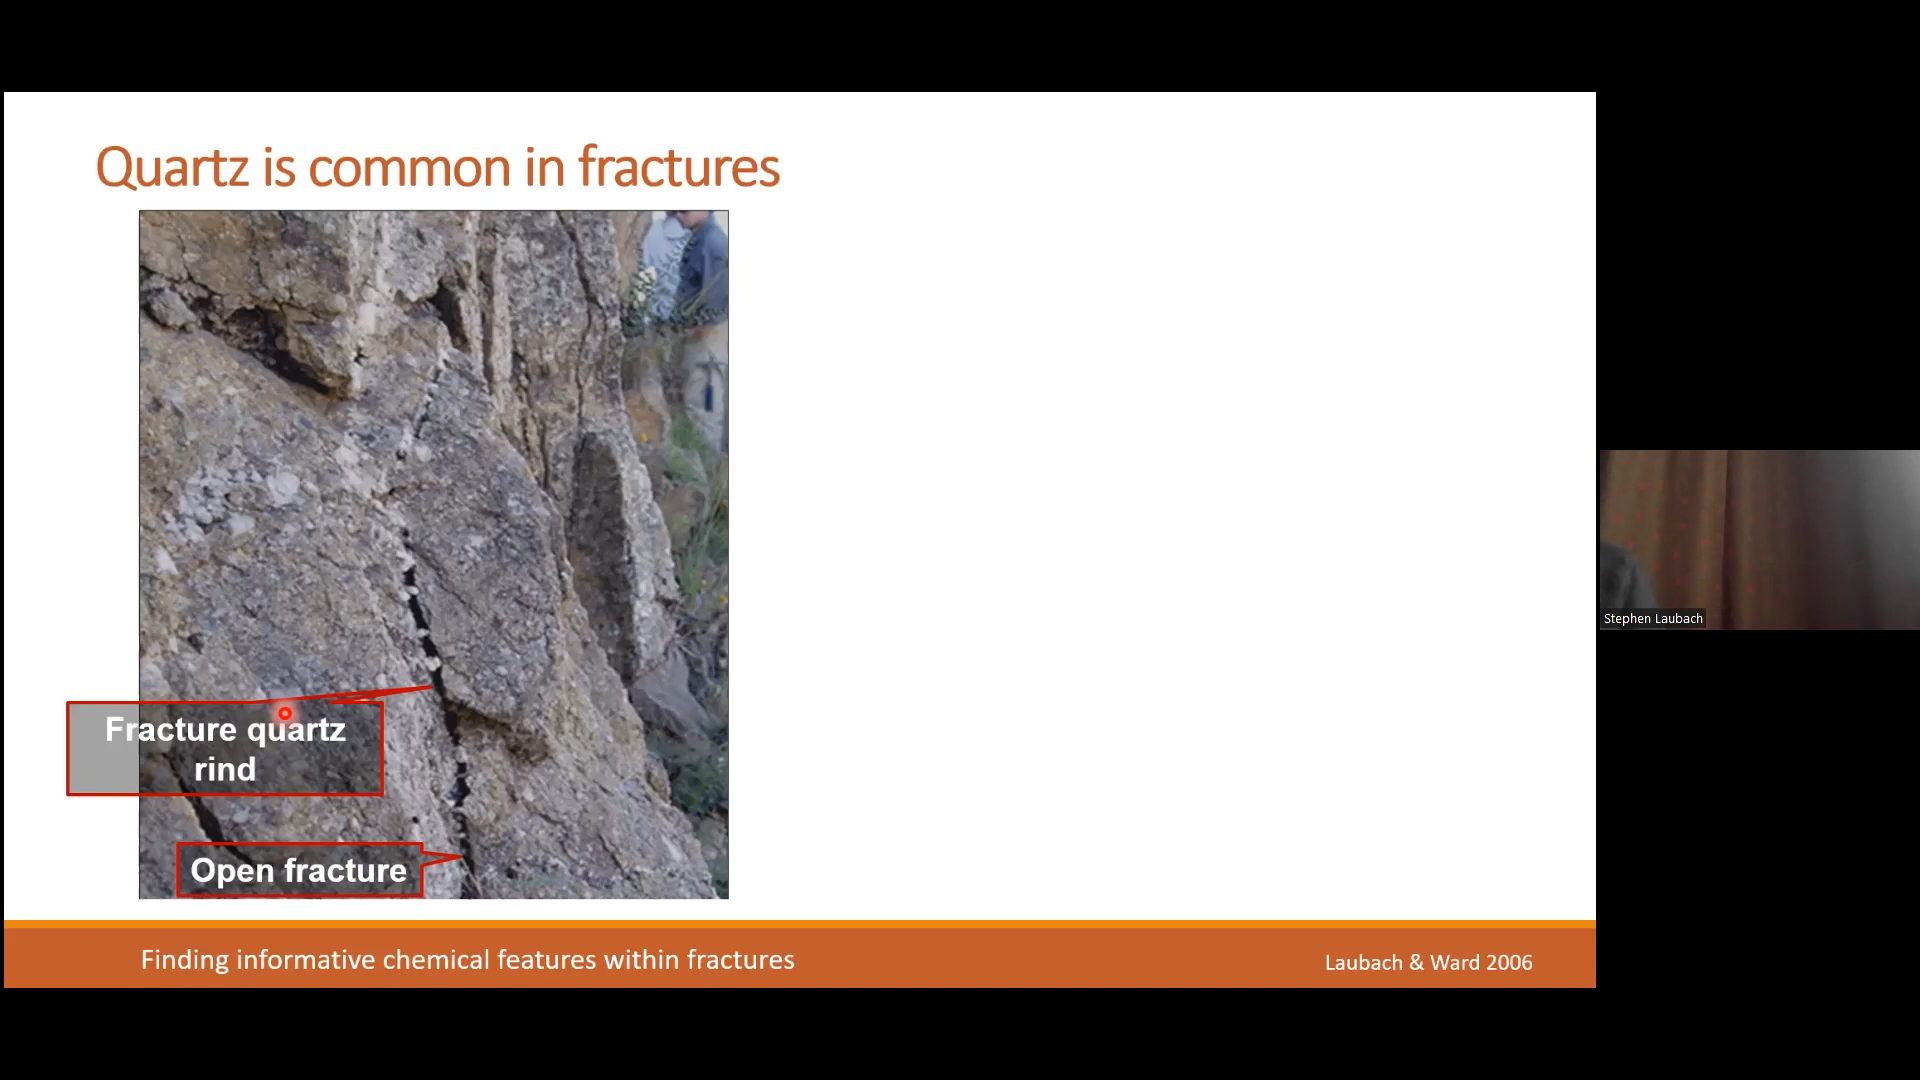 Quartz is common in fractures
Fracture quartz
rind
Open fracture
Finding informative chemical features within fractures
Laubach & Ward 2006
Stephen Laubach